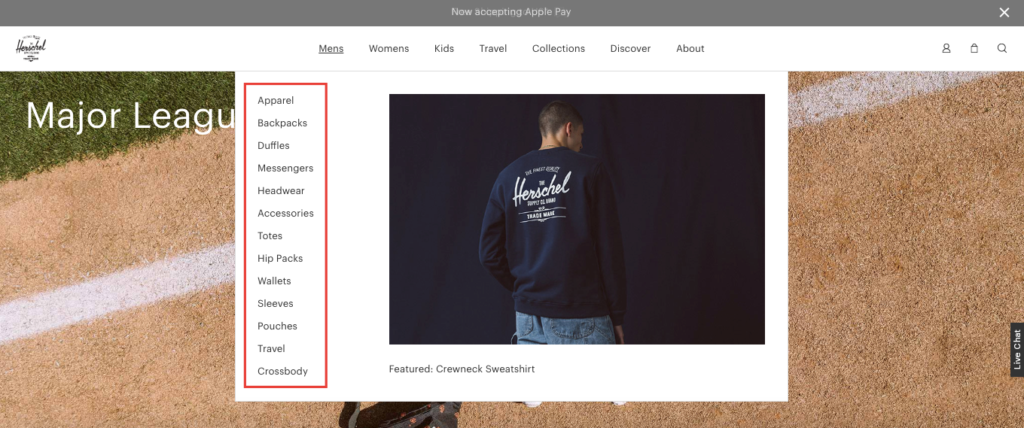 Now accepting Apple Pay
Herschel
Mens Womens Kids Travel Collections Discover About
Major Leagu
Apparel
Backpacks
Duffles
Messengers
Headwear
Accessories
Totes
Hip Packs
Wallets
Sleeves
Pouches
Travel
Crossbody
THE FINEST QUALITY
THE
Herschel
SUPPLY CO. BRAND
TRADE MARK
Featured: Crewneck Sweatshirt
Live Chat